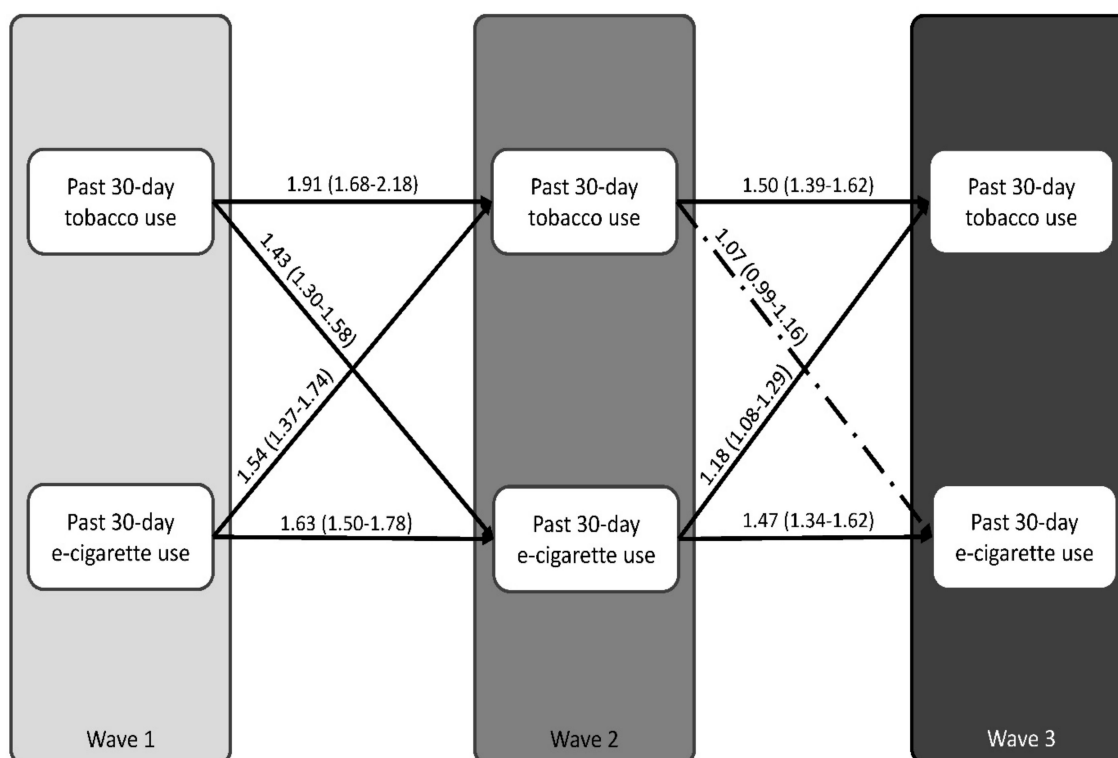 Past 30-day
tobacco use
1.91 (1.68-2.18)
Past 30-day
tobacco use
1.50 (1.39-1.62)
Past 30-day
tobacco use
1.43 (1.30-1.58)
1.54 (1.37-1.74)
1.07 (0.99-1.16)
1.18 (1.08-1.29)
Past 30-day
e-cigarette use
1.63 (1.50-1.78)
Past 30-day
e-cigarette use
1.47 (1.34-1.62)
Past 30-day
e-cigarette use
Wave 1
Wave 2
Wave 3